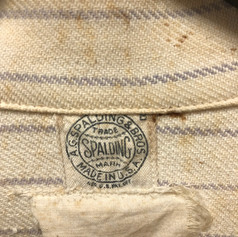 A.G. SPALDING & BROS.
TRADE
SPALDING
MARK
MADE IN U.S.A.